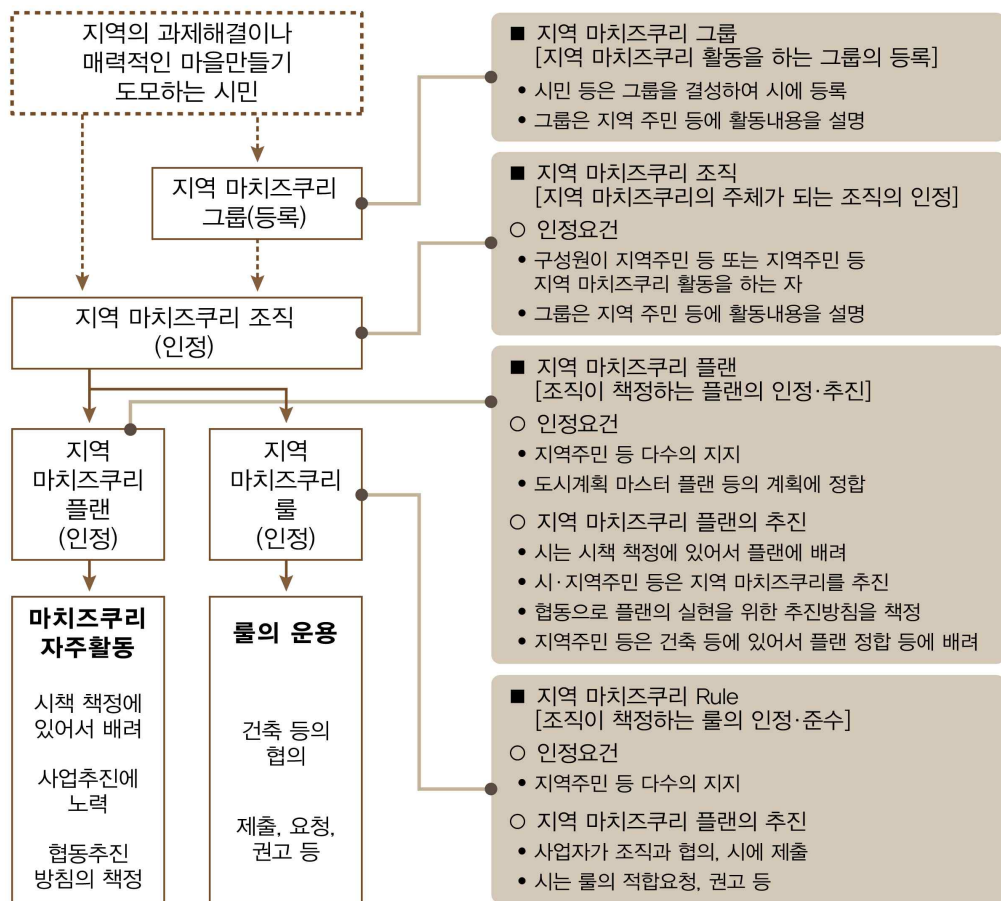 지역의 과제해결이나
매력적인 마을만들기
도모하는 시민
지역 마치즈쿠리
그룹(등록)
지역 마치즈쿠리 조직
(인정)
지역
마치즈쿠리
플랜
(인정)
지역
마치즈쿠리
룰
(인정)
마치즈쿠리
자주활동
시책 책정에
있어서 배려
사업추진에
노력
협동추진
방침의 책정
룰의 운용
건축 등의
협의
제출, 요청,
권고 등
■ 지역 마치즈쿠리 그룹
[지역 마치즈쿠리 활동을 하는 그룹의 등록]
• 시민 등은 그룹을 결성하여 시에 등록
• 그룹은 지역 주민 등에 활동내용을 설명
■ 지역 마치즈쿠리 조직
[지역 마치즈쿠리의 주체가 되는 조직의 인정]
○ 인정요건
• 구성원이 지역주민 등 또는 지역주민 등
지역 마치즈쿠리 활동을 하는 자
• 그룹은 지역 주민 등에 활동내용을 설명
■ 지역 마치즈쿠리 플랜
[조직이 책정하는 플랜의 인정·추진]
○ 인정요건
• 지역주민 등 다수의 지지
• 도시계획 마스터 플랜 등의 계획에 정합
○ 지역 마치즈쿠리 플랜의 추진
• 시는 시책 책정에 있어서 플랜에 배려
• 시·지역주민 등은 지역 마치즈쿠리를 추진
• 협동으로 플랜의 실현을 위한 추진방침을 책정
• 지역주민 등은 건축 등에 있어서 플랜 정합 등에 배려
■ 지역 마치즈쿠리 Rule
[조직이 책정하는 룰의 인정·준수]
○ 인정요건
• 지역주민 등 다수의 지지
○ 지역 마치즈쿠리 플랜의 추진
• 사업자가 조직과 협의, 시에 제출
• 시는 룰의 적합요청, 권고 등